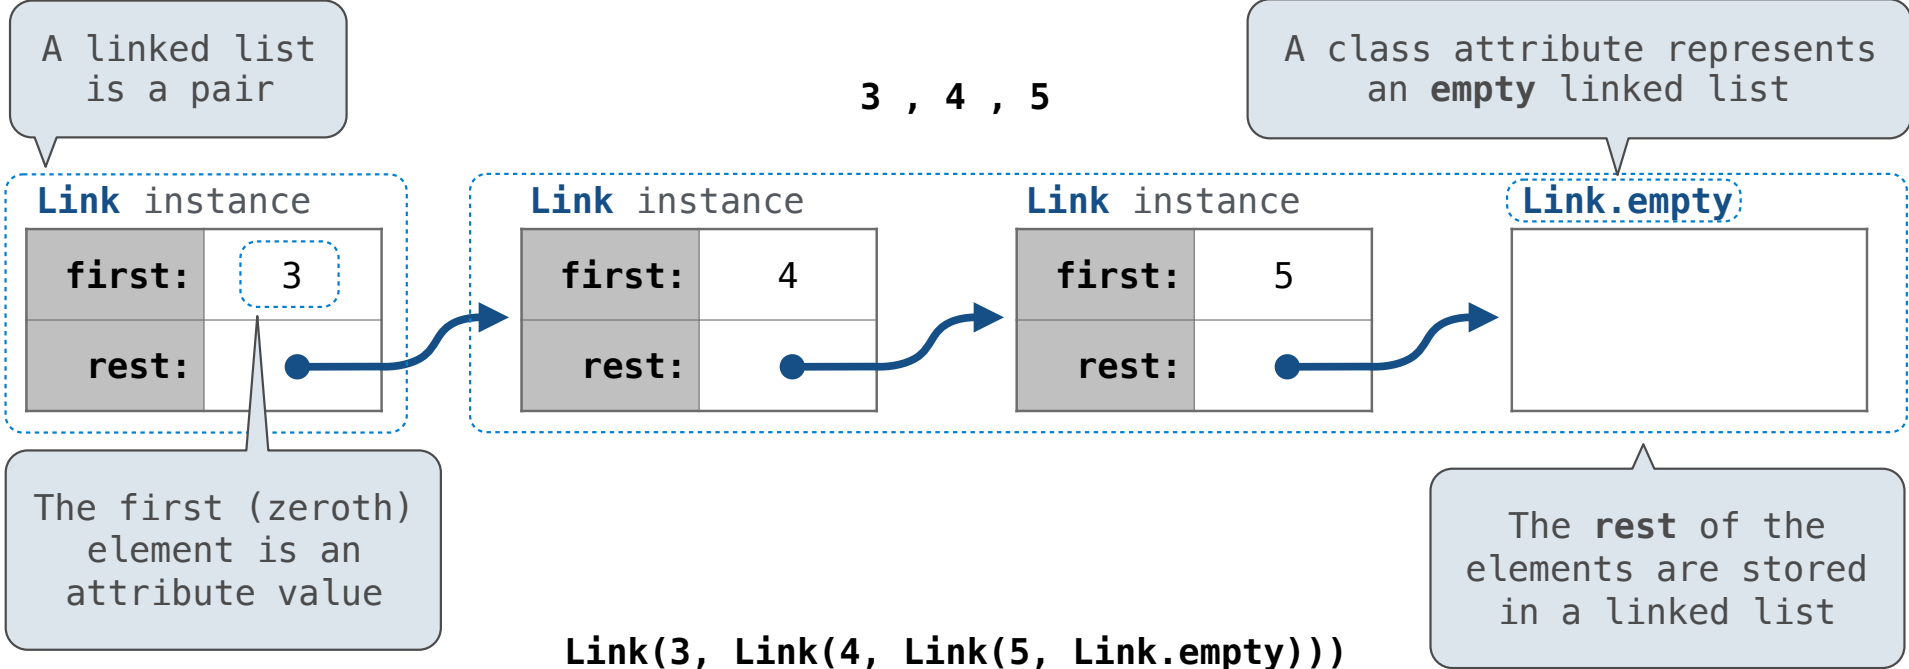 A linked list
is a pair
3 , 4 , 5
A class attribute represents
an empty linked list
Link instance
first: 3
rest:
Link instance
first: 4
rest:
Link instance
first: 5
rest:
Link.empty
The first (zeroth)
element is an
attribute value
The rest of the
elements are stored
in a linked list
Link(3, Link(4, Link(5, Link.empty)))